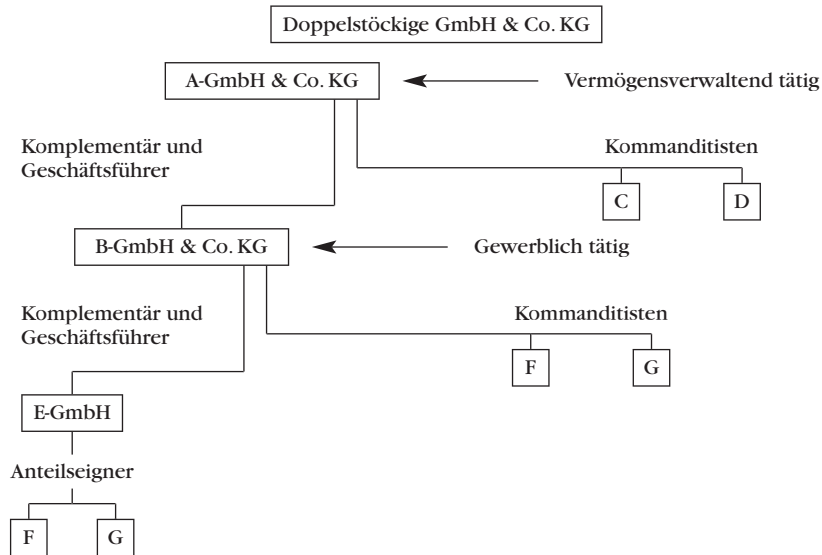 Doppelstöckige GmbH & Co. KG
A-GmbH & Co. KG
Vermögensverwaltend tätig
Komplementär und
Geschäftsführer
Kommanditisten
C
D
B-GmbH & Co. KG
Gewerblich tätig
Komplementär und
Geschäftsführer
Kommanditisten
F
G
E-GmbH
Anteilseigner
F
G